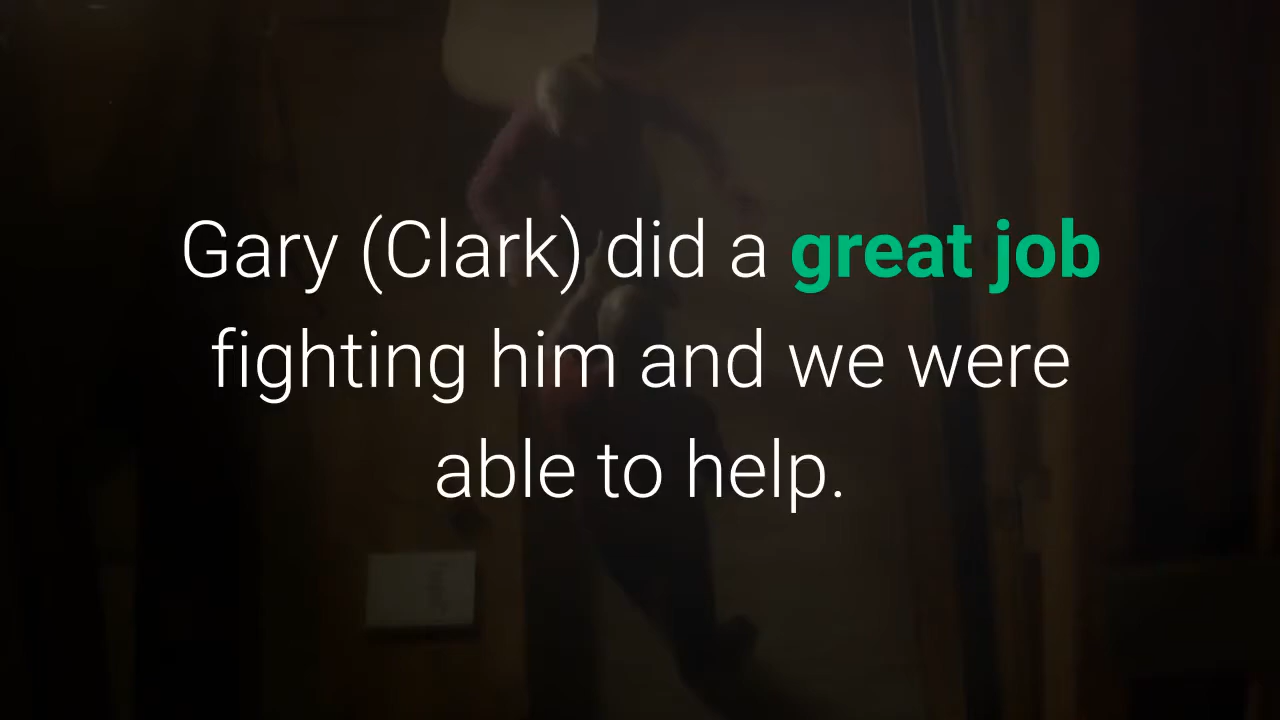 Gary (Clark) did a great job
fighting him and we were
able to help.